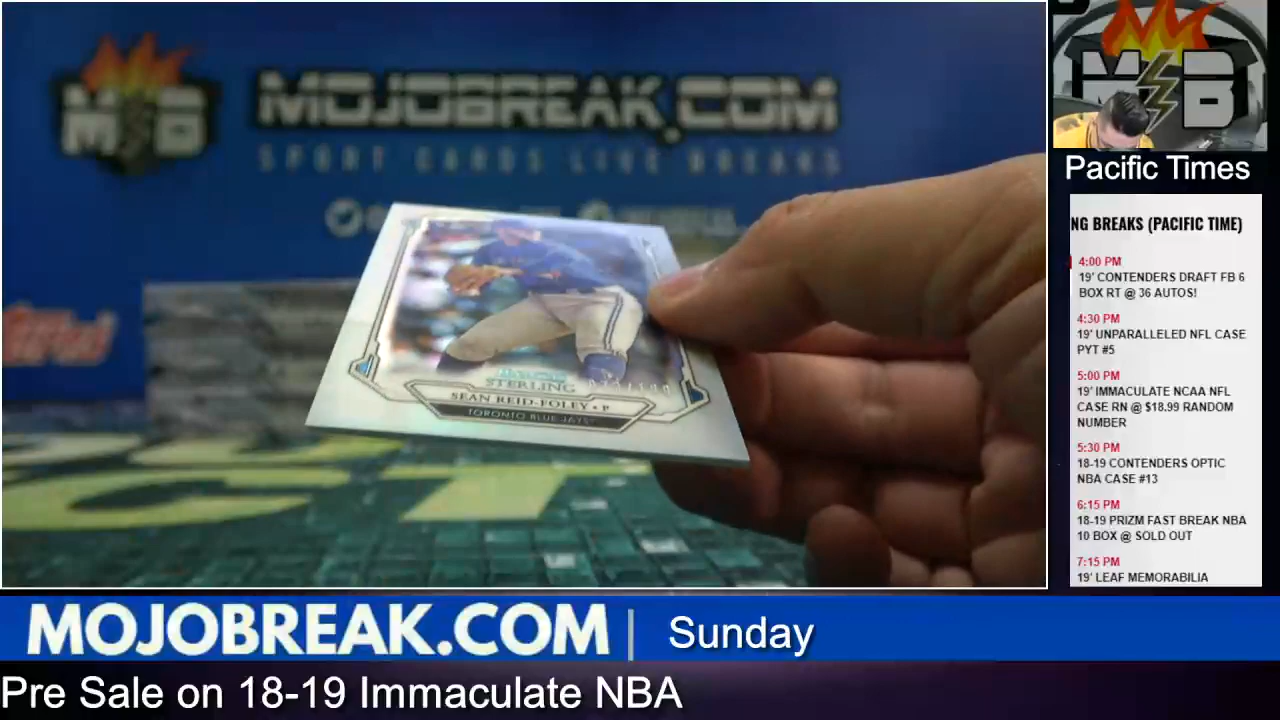 MB
MOJOBREAK.COM
SPORT CARDS LIVE BREAKS
Topps
STERLING
SEAN REID-FOLEY • P
TORONTO BLUE JAYS
MB
Pacific Times
NG BREAKS (PACIFIC TIME)
4:00 PM
19' CONTENDERS DRAFT FB 6
BOX RT @ 36 AUTOS!
4:30 PM
19' UNPARALLELED NFL CASE
PYT #5
5:00 PM
19' IMMACULATE NCAA NFL
CASE RN @ $18.99 RANDOM
NUMBER
5:30 PM
18-19 CONTENDERS OPTIC
NBA CASE #13
6:15 PM
18-19 PRIZM FAST BREAK NBA
10 BOX @ SOLD OUT
7:15 PM
19' LEAF MEMORABILIA
MOJOBREAK.COM | Sunday
Pre Sale on 18-19 Immaculate NBA